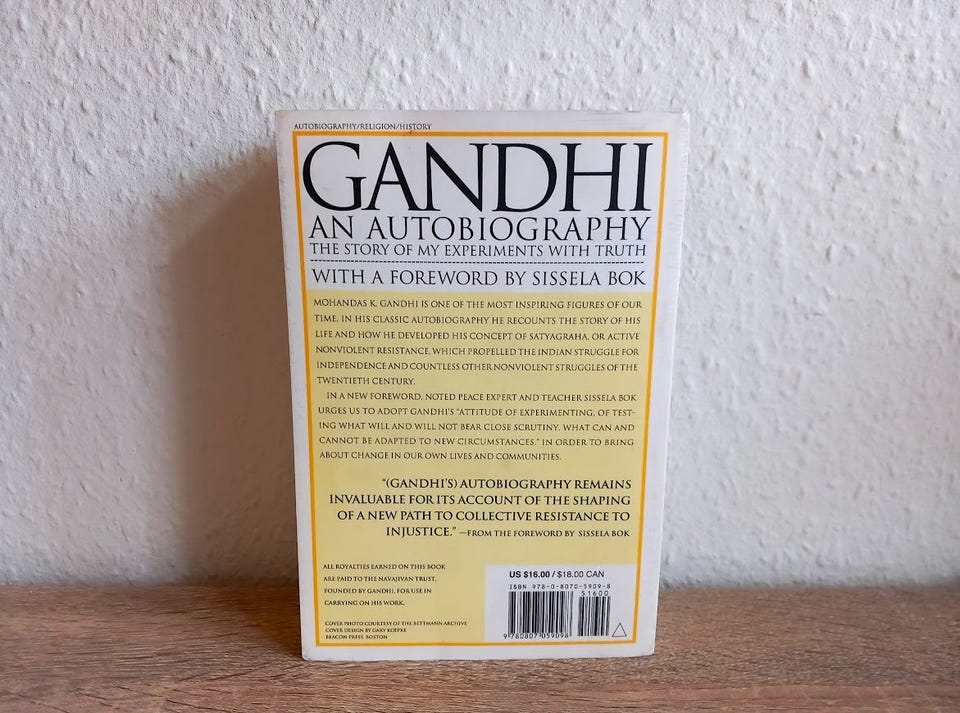 AUTOBIOGRAPHY/RELIGION/HISTORY
GANDHI
AN AUTOBIOGRAPHY
THE STORY OF MY EXPERIMENTS WITH TRUTH
WITH A FOREWORD BY SISSELA BOK
MOHANDAS K. GANDHI IS ONE OF THE MOST INSPIRING FIGURES OF OUR
TIME. IN HIS CLASSIC AUTOBIOGRAPHY HE RECOUNTS THE STORY OF HIS
LIFE AND HOW HE DEVELOPED HIS CONCEPT OF SATYAGRAHA, OR ACTIVE
NONVIOLENT RESISTANCE, WHICH PROPELLED THE INDIAN STRUGGLE FOR
INDEPENDENCE AND COUNTLESS OTHER NONVIOLENT STRUGGLES OF THE
TWENTIETH CENTURY.
IN A NEW FOREWORD, NOTED PEACE EXPERT AND TEACHER SISSELA BOK
URGES US TO ADOPT GANDHI'S "ATTITUDE OF EXPERIMENTING, OF TEST-
ING WHAT WILL AND WILL NOT BEAR CLOSE SCRUTINY, WHAT CAN AND
CANNOT BE ADAPTED TO NEW CIRCUMSTANCES," IN ORDER TO BRING
ABOUT CHANGE IN OUR OWN LIVES AND COMMUNITIES.
"(GANDHI'S) AUTOBIOGRAPHY REMAINS
INVALUABLE FOR ITS ACCOUNT OF THE SHAPING
OF A NEW PATH TO COLLECTIVE RESISTANCE TO
INJUSTICE." —FROM THE FOREWORD BY SISSELA BOK
ALL ROYALTIES EARNED ON THIS BOOK
ARE PAID TO THE NAVAJIVAN TRUST,
FOUNDED BY GANDHI, FOR USE IN
CARRYING ON HIS WORK.
COVER PHOTO COURTESY OF THE BETTMANN ARCHIVE
COVER DESIGN BY GARY KOEPKE
BEACON PRESS, BOSTON
US $16.00 / $18.00 CAN
ISBN 978-0-8070-5909-8
51600
9 780807 059098